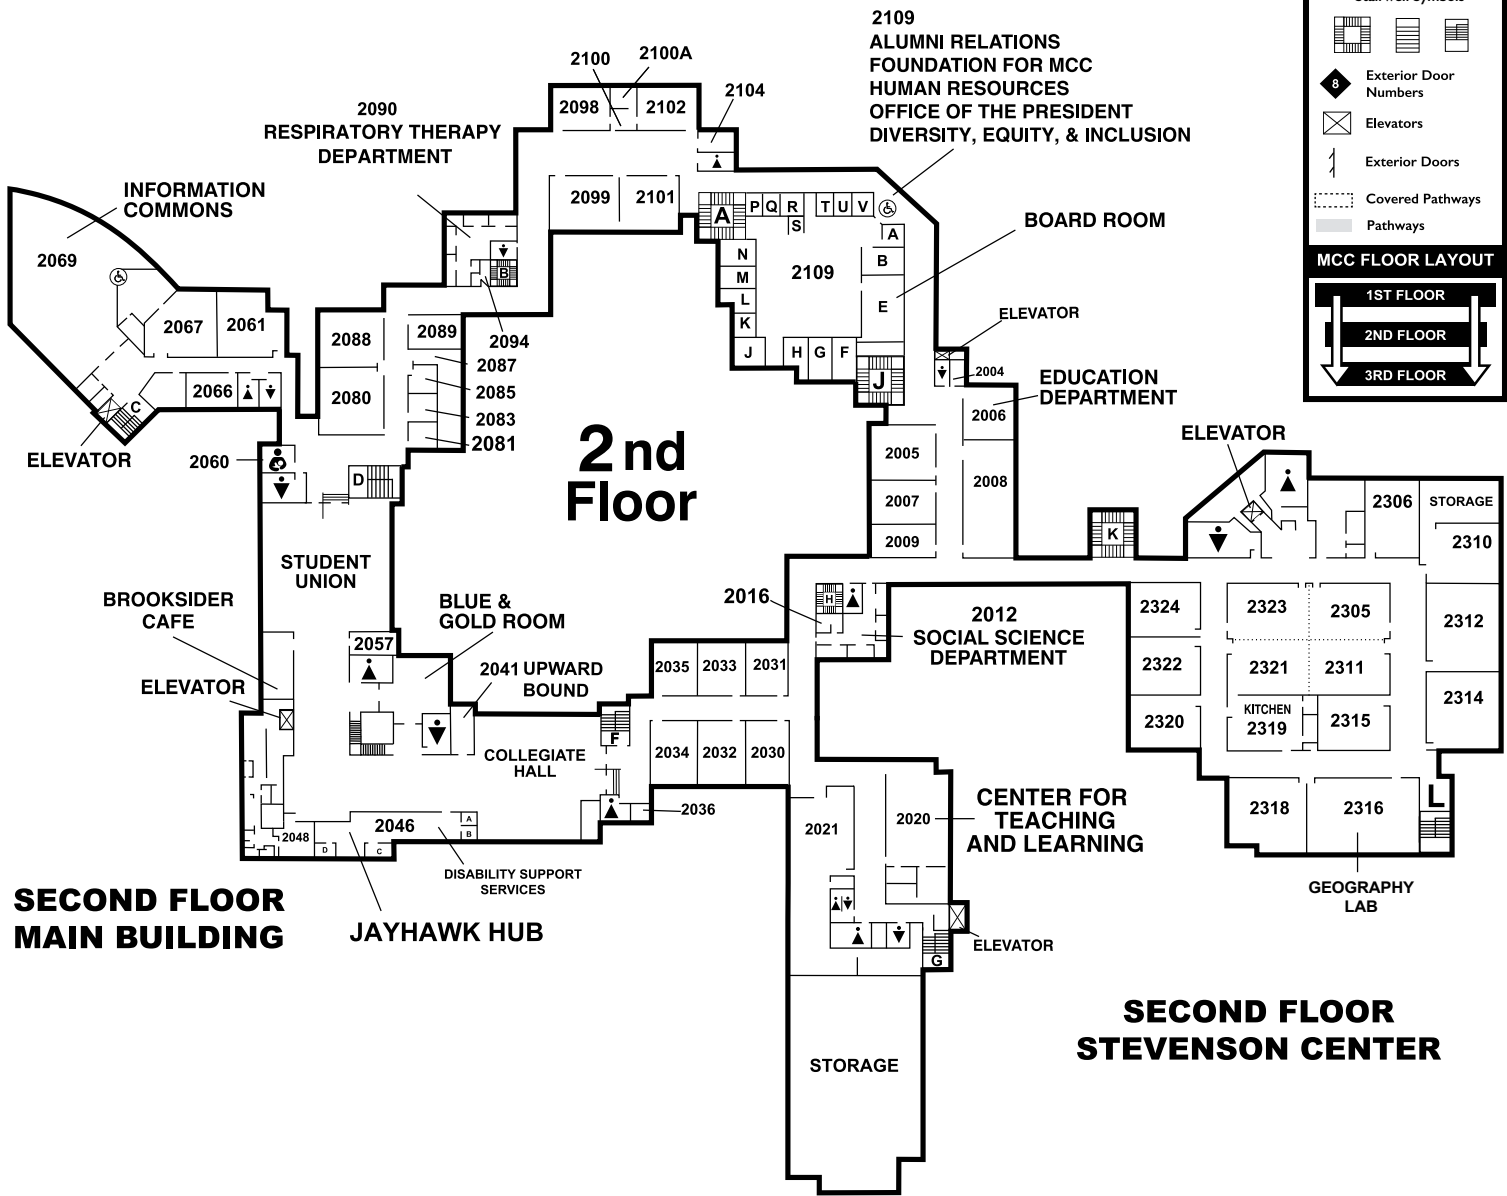 2109
ALUMNI RELATIONS
FOUNDATION FOR MCC
HUMAN RESOURCES
OFFICE OF THE PRESIDENT
DIVERSITY, EQUITY, & INCLUSION
8
Exterior Door
Numbers
Elevators
Exterior Doors
Covered Pathways
Pathways
MCC FLOOR LAYOUT
1ST FLOOR
2ND FLOOR
3RD FLOOR
2100
2100A
2098
2102
2104
2090
RESPIRATORY THERAPY
DEPARTMENT
2099
2101
A
P Q R
S
T U V
A
B
E
N
M
L
K
J
H G F
2109
J
BOARD ROOM
ELEVATOR
2004
INFORMATION
COMMONS
2069
2067
2061
2066
C
ELEVATOR
2088
2080
2089
B
2094
2087
2085
2083
2081
2060
D
2nd
Floor
EDUCATION
DEPARTMENT
2006
2005
2007
2008
2009
K
ELEVATOR
2306
STORAGE
2310
2324
2323
2305
2312
2322
2321
2311
2314
2320
KITCHEN
2319
2315
2318
2316
L
GEOGRAPHY
LAB
STUDENT
UNION
BROOKSIDER
CAFE
ELEVATOR
2057
BLUE &
GOLD ROOM
2041 UPWARD
BOUND
COLLEGIATE
HALL
F
2035
2033
2031
2034
2032
2030
2036
2016
H
2012
SOCIAL SCIENCE
DEPARTMENT
2048
D
C
2046
A
B
DISABILITY SUPPORT
SERVICES
JAYHAWK HUB
2021
2020
CENTER FOR
TEACHING
AND LEARNING
ELEVATOR
G
STORAGE
SECOND FLOOR
MAIN BUILDING
SECOND FLOOR
STEVENSON CENTER